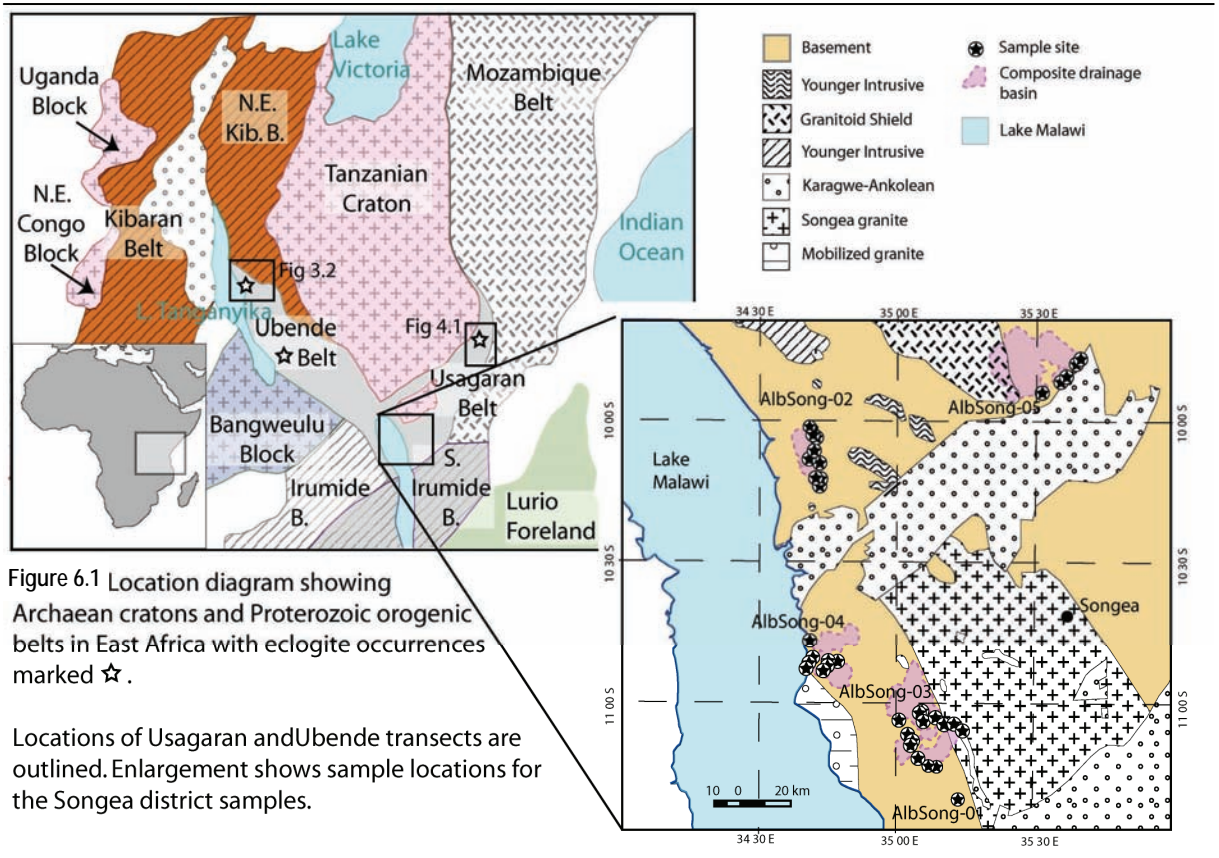 Lake
Victoria
Uganda
Block
N.E.
Kib. B.
Mozambique
Belt
Tanzanian
Craton
N.E.
Congo
Block
Kibaran
Belt
Indian
Ocean
Fig 3.2
L. Tanganyika
Ubende
Belt
Fig 4.1
Usagaran
Belt
Bangweulu
Block
Irumide
B.
S.
Irumide
B.
Lurio
Foreland
Basement
Younger Intrusive
Granitoid Shield
Younger Intrusive
Karagwe-Ankolean
Songea granite
Mobilized granite
Sample site
Composite drainage
basin
Lake Malawi
34 30 E
35 00 E
35 30 E
10 00 S
10 30 S
11 00 S
AlbSong-02
AlbSong-05
Lake
Malawi
10 00 S
10 30 S
Songea
AlbSong-04
AlbSong-03
11 00 S
10 0 20 km
AlbSong-01
34 30 E
35 00 E
35 30 E
Figure 6.1 Location diagram showing
Archaean cratons and Proterozoic orogenic
belts in East Africa with eclogite occurrences
marked ☆ .
Locations of Usagaran andUbende transects are
outlined. Enlargement shows sample locations for
the Songea district samples.